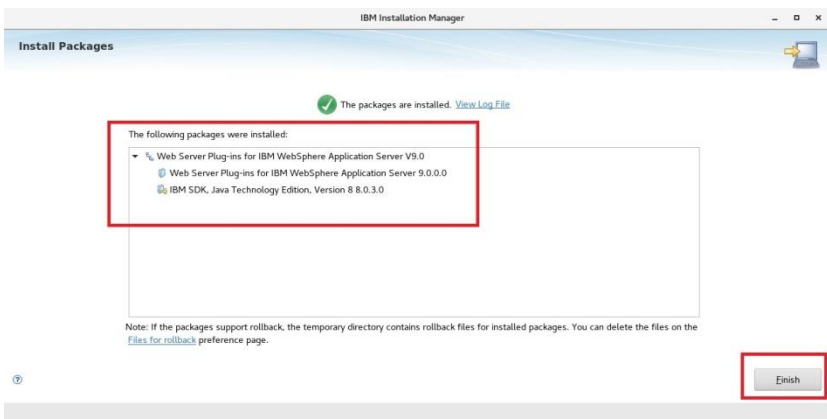 IBM Installation Manager
Install Packages
The packages are installed. View Log File
The following packages were installed:
Web Server Plug-ins for IBM WebSphere Application Server V9.0
Web Server Plug-ins for IBM WebSphere Application Server 9.0.0.0
IBM SDK, Java Technology Edition, Version 8 8.0.3.0
Note: If the packages support rollback, the temporary directory contains rollback files for installed packages. You can delete the files on the
Files for rollback preference page.
?
Finish